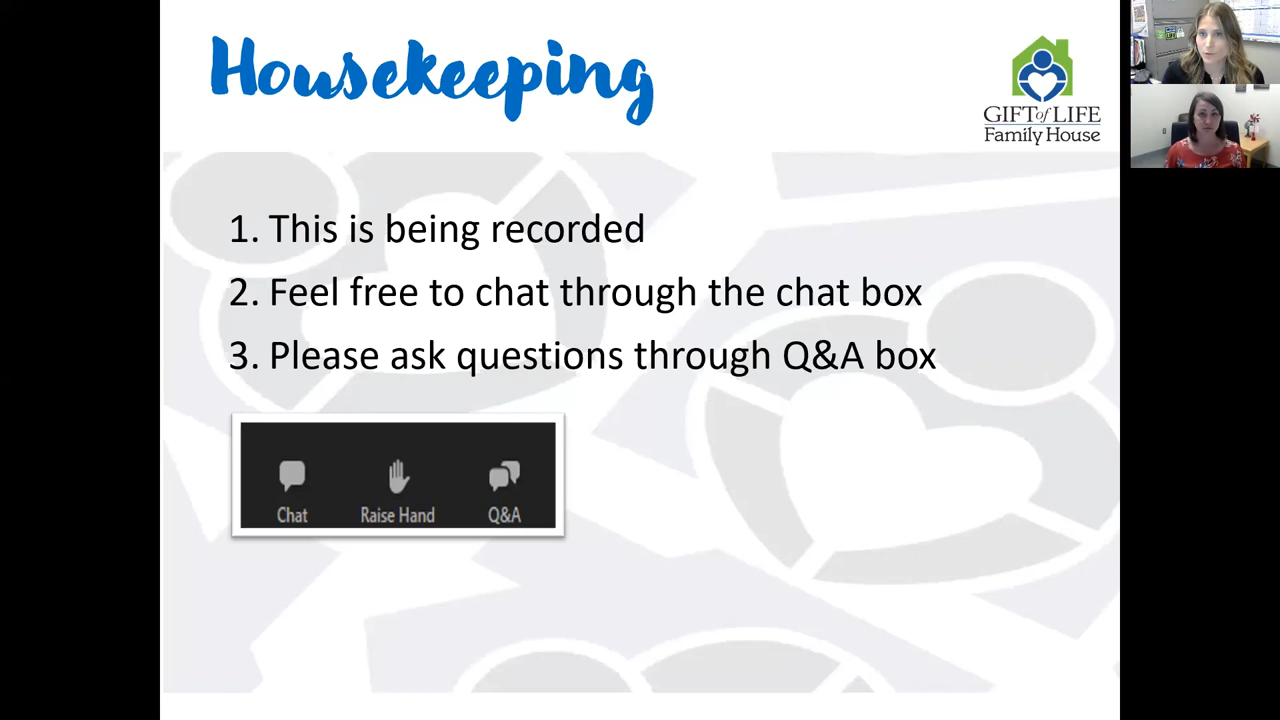 Housekeeping
GIFT of LIFE
Family House
1. This is being recorded
2. Feel free to chat through the chat box
3. Please ask questions through Q&A box
Chat
Raise Hand
Q&A